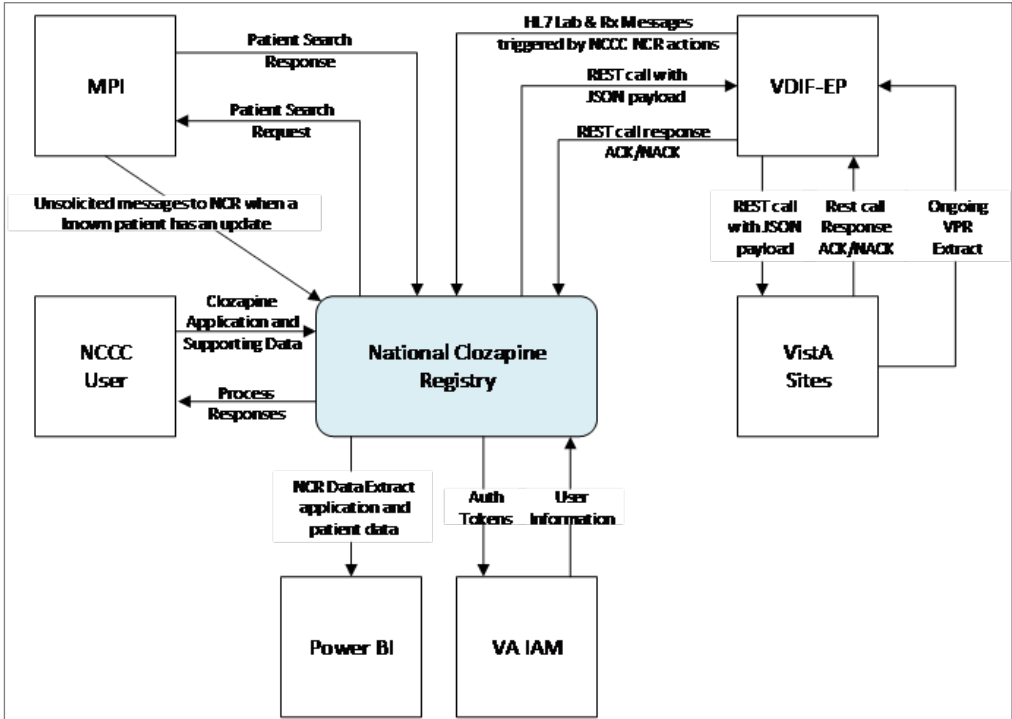 HL7 Lab & Rx Messages
triggered by NCCC NCR actions
Patient Search
Response
MPI
REST call with
JSON payload
VDIF-EP
Patient Search
Request
REST call response
ACK/NACK
Unsolicited messages to NCR when a
known patient has an update
REST call
with JSON
payload
Rest call
Response
ACK/NACK
Ongoing
VPR
Extract
NCCC
User
Clozapine
Application and
Supporting Data
Process
Responses
National Clozapine
Registry
VistA
Sites
NCR Data Extract
application and
patient data
Auth
Tokens
User
Information
Power BI
VA IAM